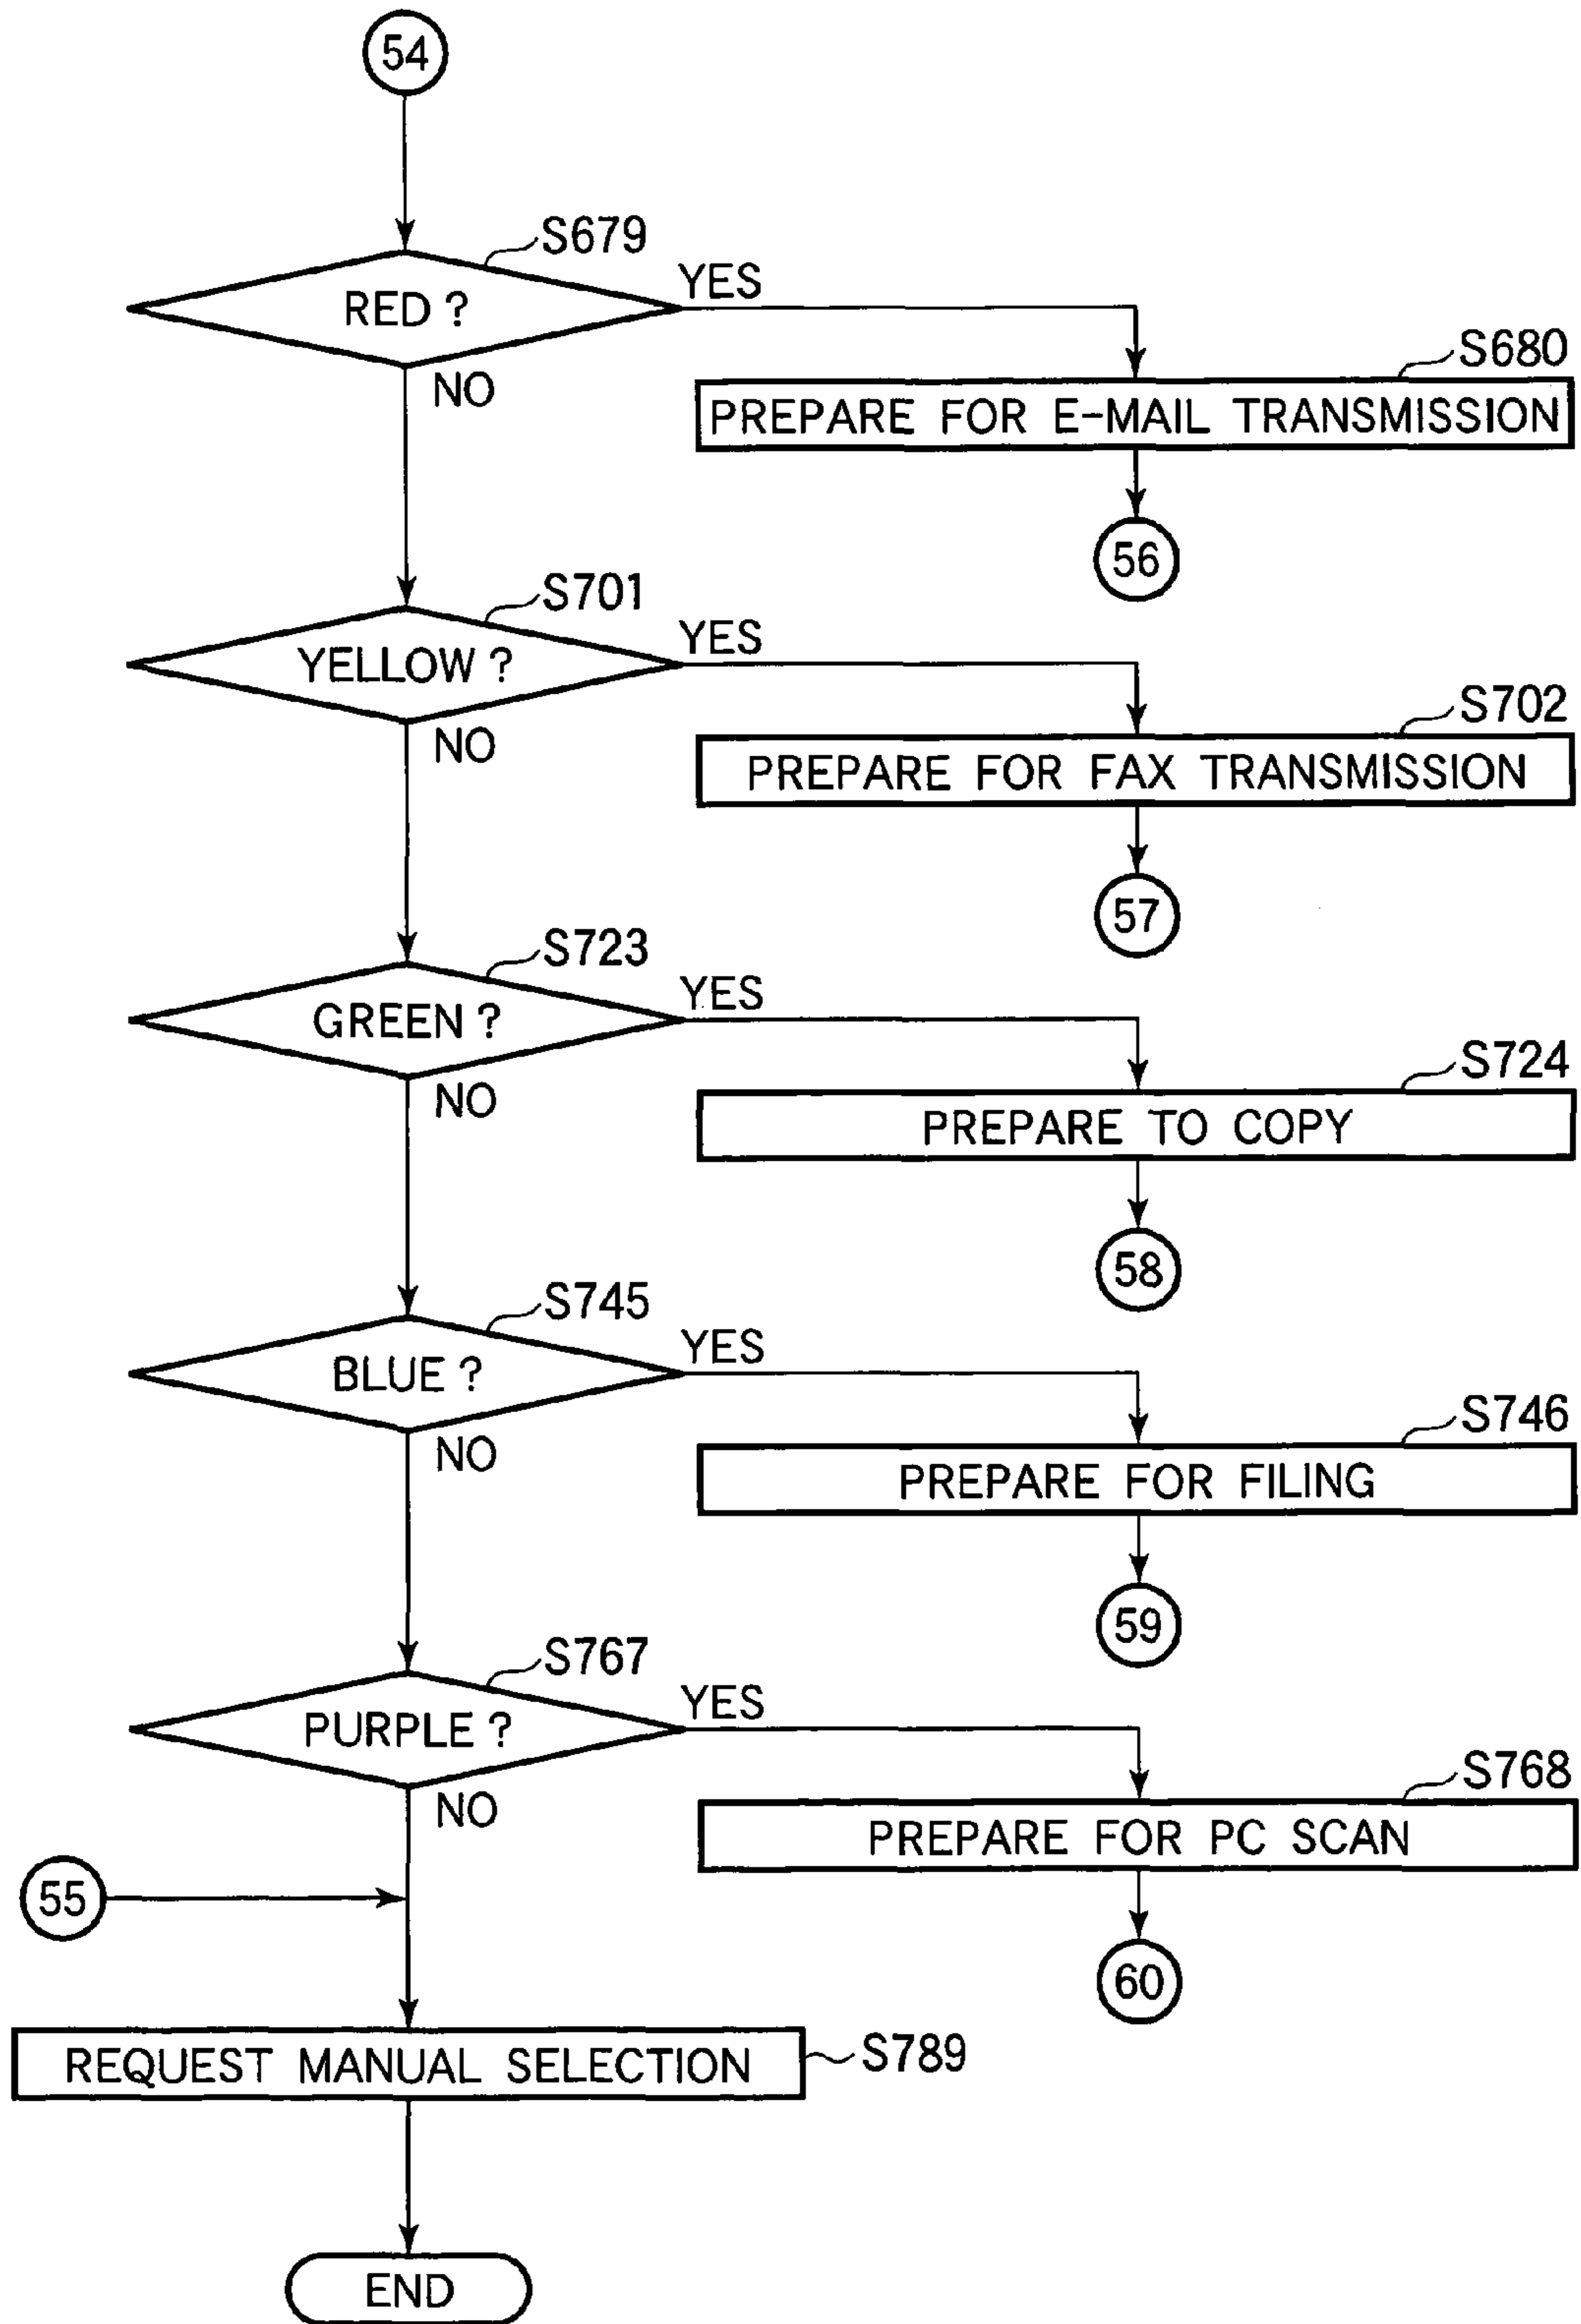 54
S679
RED ?
YES
NO
S680
PREPARE FOR E-MAIL TRANSMISSION
56
S701
YELLOW ?
YES
NO
S702
PREPARE FOR FAX TRANSMISSION
57
S723
GREEN ?
YES
NO
S724
PREPARE TO COPY
58
S745
BLUE ?
YES
NO
S746
PREPARE FOR FILING
59
S767
PURPLE ?
YES
NO
S768
PREPARE FOR PC SCAN
55
60
REQUEST MANUAL SELECTION
S789
END